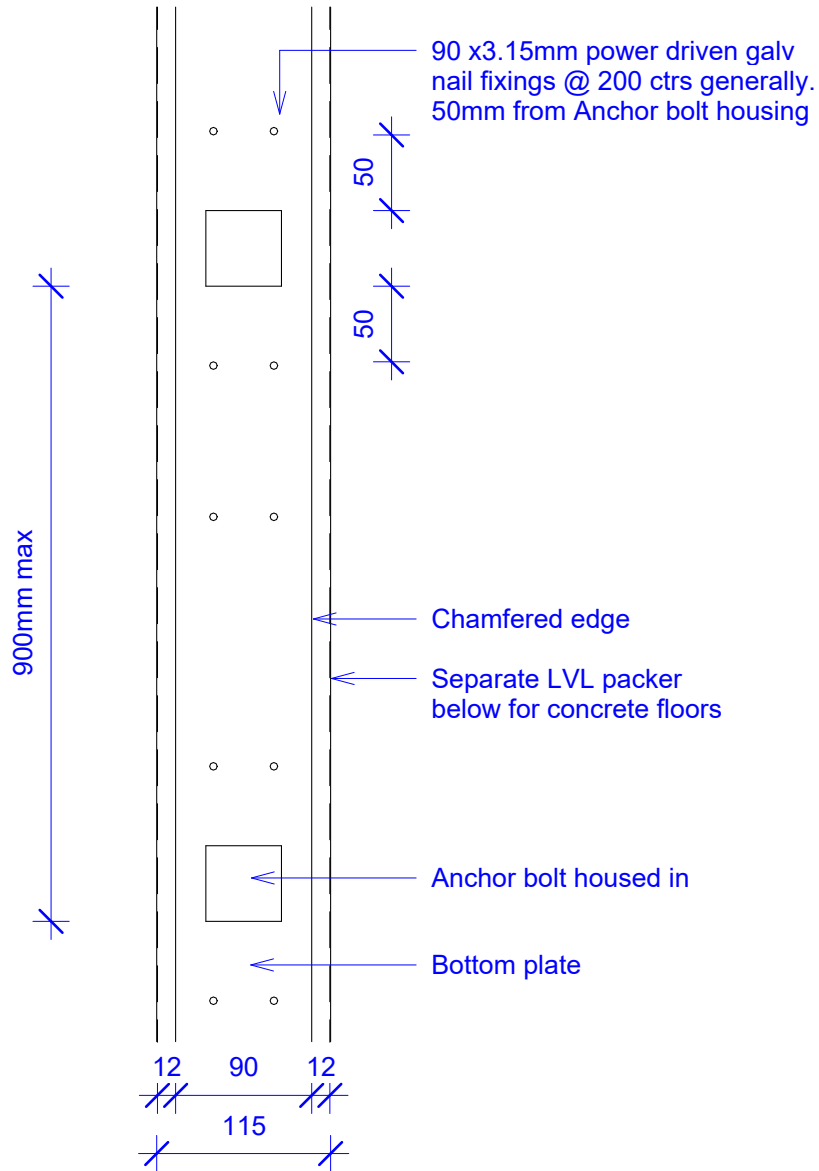 90 x3.15mm power driven galv
nail fixings @ 200 ctrs generally.
50mm from Anchor bolt housing
50
50
900mm max
Chamfered edge
Separate LVL packer
below for concrete floors
Anchor bolt housed in
Bottom plate
12
90
12
115